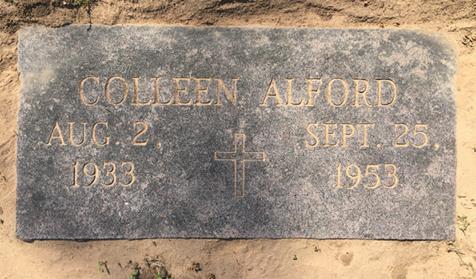 COLLEEN ALFORD
AUG. 2, SEPT. 25,
1933 1953